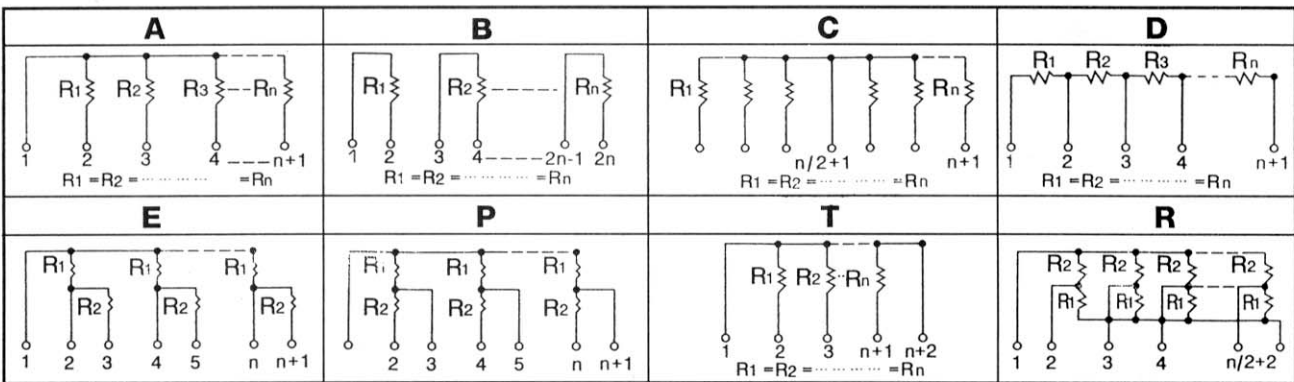 A B C D
R1 R2 R3 Rn
1 2 3 4 n+1
R1 = R2 = ············ = Rn
R1 R2 Rn
1 2 3 4 2n-1 2n
R1 = R2 = ············ = Rn
R1 Rn
n/2+1 n+1
R1 = R2 = ············ = Rn
R1 R2 R3 Rn
1 2 3 4 n+1
R1 = R2 = ············ = Rn
E P T R
R1 R1 R1
R2 R2 R2
1 2 3 4 5 n n+1
R1 R1 R1
R2 R2 R2
2 3 4 5 n n+1
R1 R2 Rn
1 2 3 n+1 n+2
R1 = R2 = ············ = Rn
R2 R2 R2 R2
R1 R1 R1 R1
1 2 3 4 n/2+2